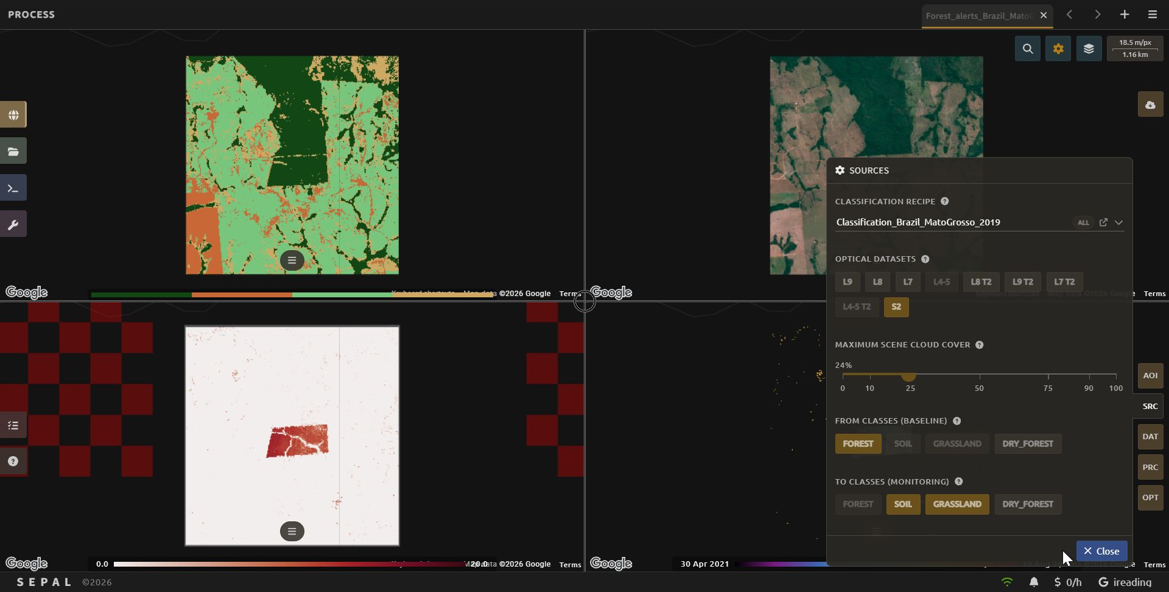 PROCESS
Forest_alerts_Brazil_Mato
18.5 m/px
1.16 km
SOURCES
CLASSIFICATION RECIPE
Classification_Brazil_MatoGrosso_2019
ALL
OPTICAL DATASETS
L9 L8 L7 L4-5 L8 T2 L9 T2 L7 T2
L4-5 T2 S2
MAXIMUM SCENE CLOUD COVER
24%
0 10 25 50 75 90 100
FROM CLASSES (BASELINE)
FOREST SOIL GRASSLAND DRY_FOREST
TO CLASSES (MONITORING)
FOREST SOIL GRASSLAND DRY_FOREST
Close
AOI
SRC
DAT
PRC
OPT
Google ©2026 Google Terms
Google Terms
Google 0.0 ©2026 Google Terms
Google 30 Apr 2021 Terms
SEPAL ©2026
$ 0/h
ireading